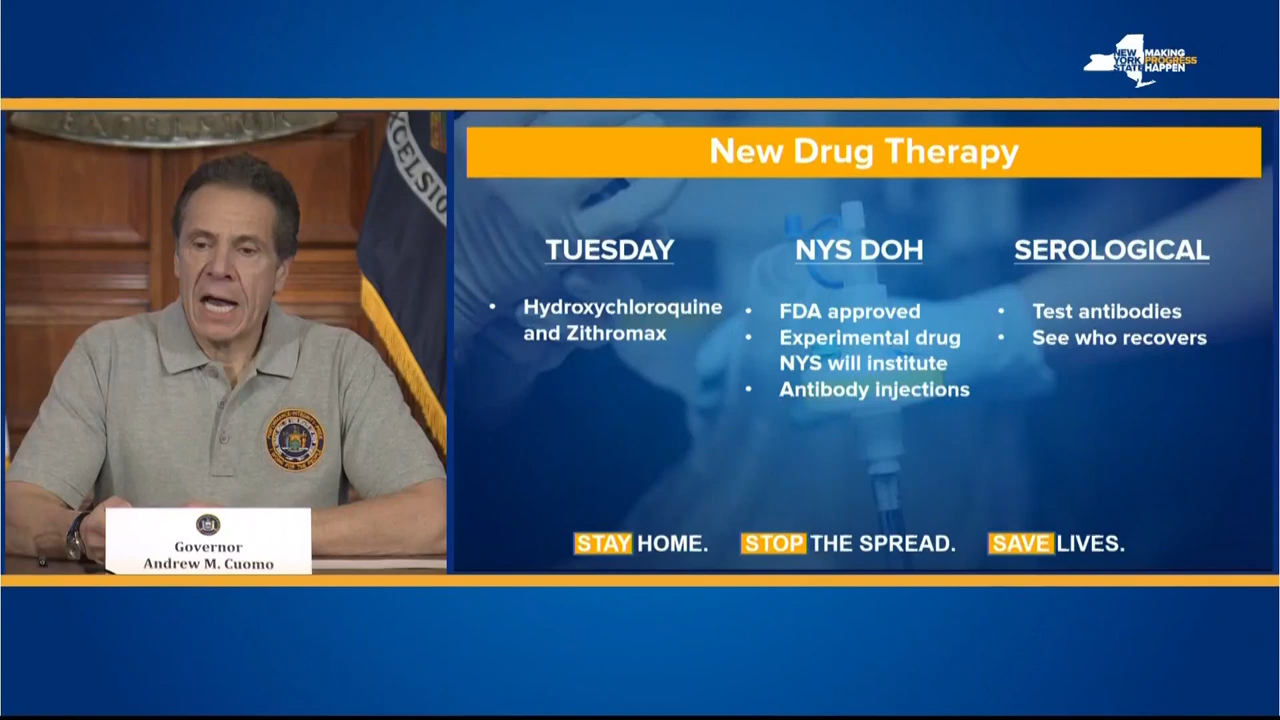 NEW
YORK
STATE
MAKING
PROGRESS
HAPPEN
EXCELSIOR
New Drug Therapy
TUESDAY
• Hydroxychloroquine
and Zithromax
NYS DOH
• FDA approved
• Experimental drug
NYS will institute
• Antibody injections
SEROLOGICAL
• Test antibodies
• See who recovers
STAY HOME. STOP THE SPREAD. SAVE LIVES.
Governor
Andrew M. Cuomo